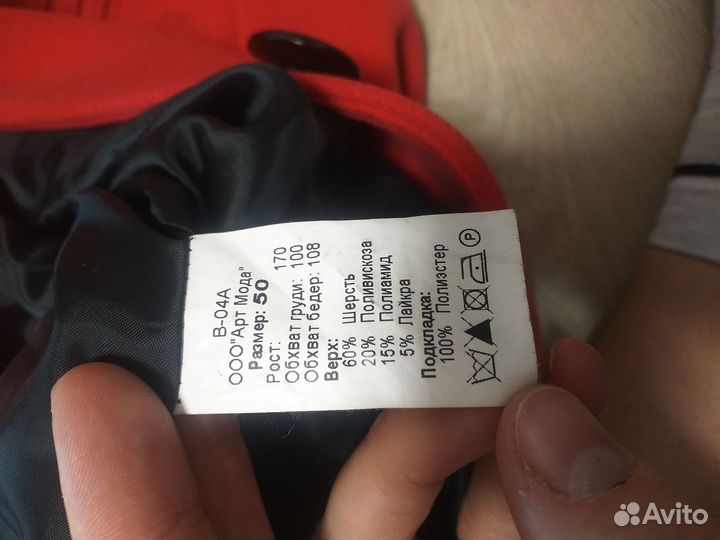 В-04А
ООО"Арт Мода"
Размер: 50
Рост: 170
Обхват груди: 100
Обхват бедер: 108
Верх:
60% Шерсть
20% Поливискоза
15% Полиамид
5% Лайкра
Подкладка:
100% Полиэстер
P
Avito